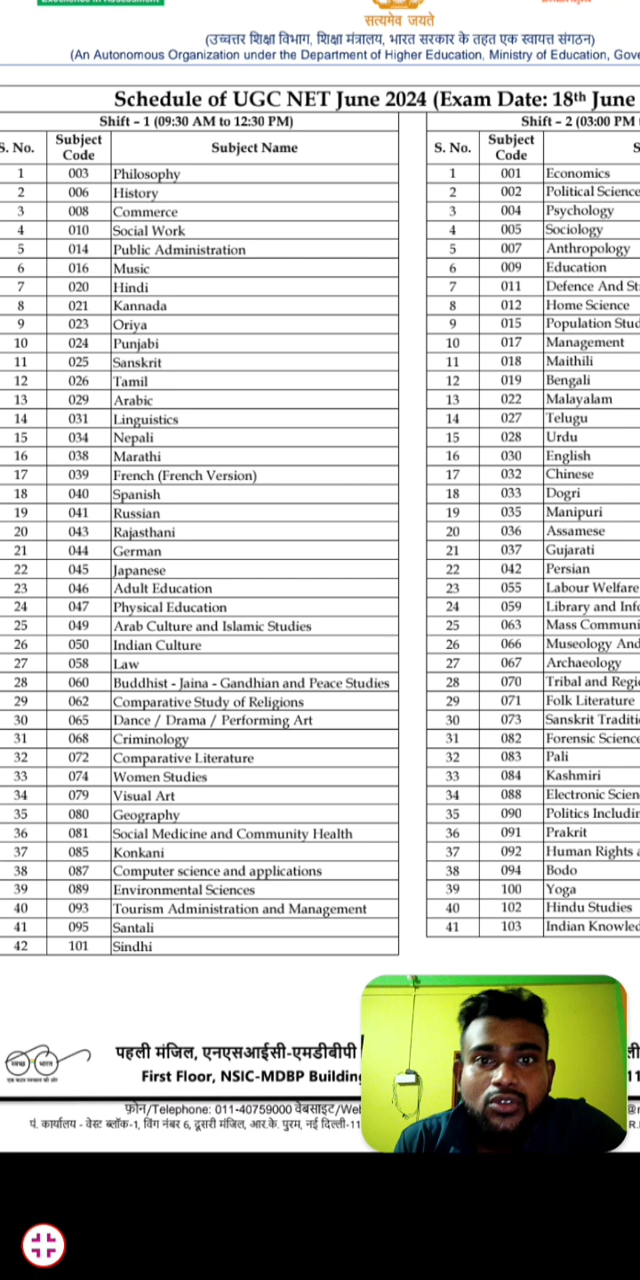 Excellence in Assessment
सत्यमेव जयते
(उच्चतर शिक्षा विभाग, शिक्षा मंत्रालय, भारत सरकार के तहत एक स्वायत्त संगठन)
(An Autonomous Organization under the Department of Higher Education, Ministry of Education, Gove
Schedule of UGC NET June 2024 (Exam Date: 18th June
Shift – 1 (09:30 AM to 12:30 PM) Shift – 2 (03:00 PM
S. No. Subject Code Subject Name S. No. Subject Code S
1 003 Philosophy 1 001 Economics
2 006 History 2 002 Political Science
3 008 Commerce 3 004 Psychology
4 010 Social Work 4 005 Sociology
5 014 Public Administration 5 007 Anthropology
6 016 Music 6 009 Education
7 020 Hindi 7 011 Defence And St
8 021 Kannada 8 012 Home Science
9 023 Oriya 9 015 Population Stud
10 024 Punjabi 10 017 Management
11 025 Sanskrit 11 018 Maithili
12 026 Tamil 12 019 Bengali
13 029 Arabic 13 022 Malayalam
14 031 Linguistics 14 027 Telugu
15 034 Nepali 15 028 Urdu
16 038 Marathi 16 030 English
17 039 French (French Version) 17 032 Chinese
18 040 Spanish 18 033 Dogri
19 041 Russian 19 035 Manipuri
20 043 Rajasthani 20 036 Assamese
21 044 German 21 037 Gujarati
22 045 Japanese 22 042 Persian
23 046 Adult Education 23 055 Labour Welfare
24 047 Physical Education 24 059 Library and Info
25 049 Arab Culture and Islamic Studies 25 063 Mass Communi
26 050 Indian Culture 26 066 Museology And
27 058 Law 27 067 Archaeology
28 060 Buddhist - Jaina - Gandhian and Peace Studies 28 070 Tribal and Regi
29 062 Comparative Study of Religions 29 071 Folk Literature
30 065 Dance / Drama / Performing Art 30 073 Sanskrit Traditi
31 068 Criminology 31 082 Forensic Science
32 072 Comparative Literature 32 083 Pali
33 074 Women Studies 33 084 Kashmiri
34 079 Visual Art 34 088 Electronic Scien
35 080 Geography 35 090 Politics Includin
36 081 Social Medicine and Community Health 36 091 Prakrit
37 085 Konkani 37 092 Human Rights a
38 087 Computer science and applications 38 094 Bodo
39 089 Environmental Sciences 39 100 Yoga
40 093 Tourism Administration and Management 40 102 Hindu Studies
41 095 Santali 41 103 Indian Knowled
42 101 Sindhi
स्वच्छ भारत
एक कदम स्वच्छता की ओर
पहली मंजिल, एनएसआईसी-एमडीबीपी
First Floor, NSIC-MDBP Building 11
फ़ोन/Telephone: 011-40759000 वेबसाइट/Wel @n
पं. कार्यालय - वेस्ट ब्लॉक-1, विंग नंबर 6, दूसरी मंजिल, आर.के. पुरम, नई दिल्ली-11 R.